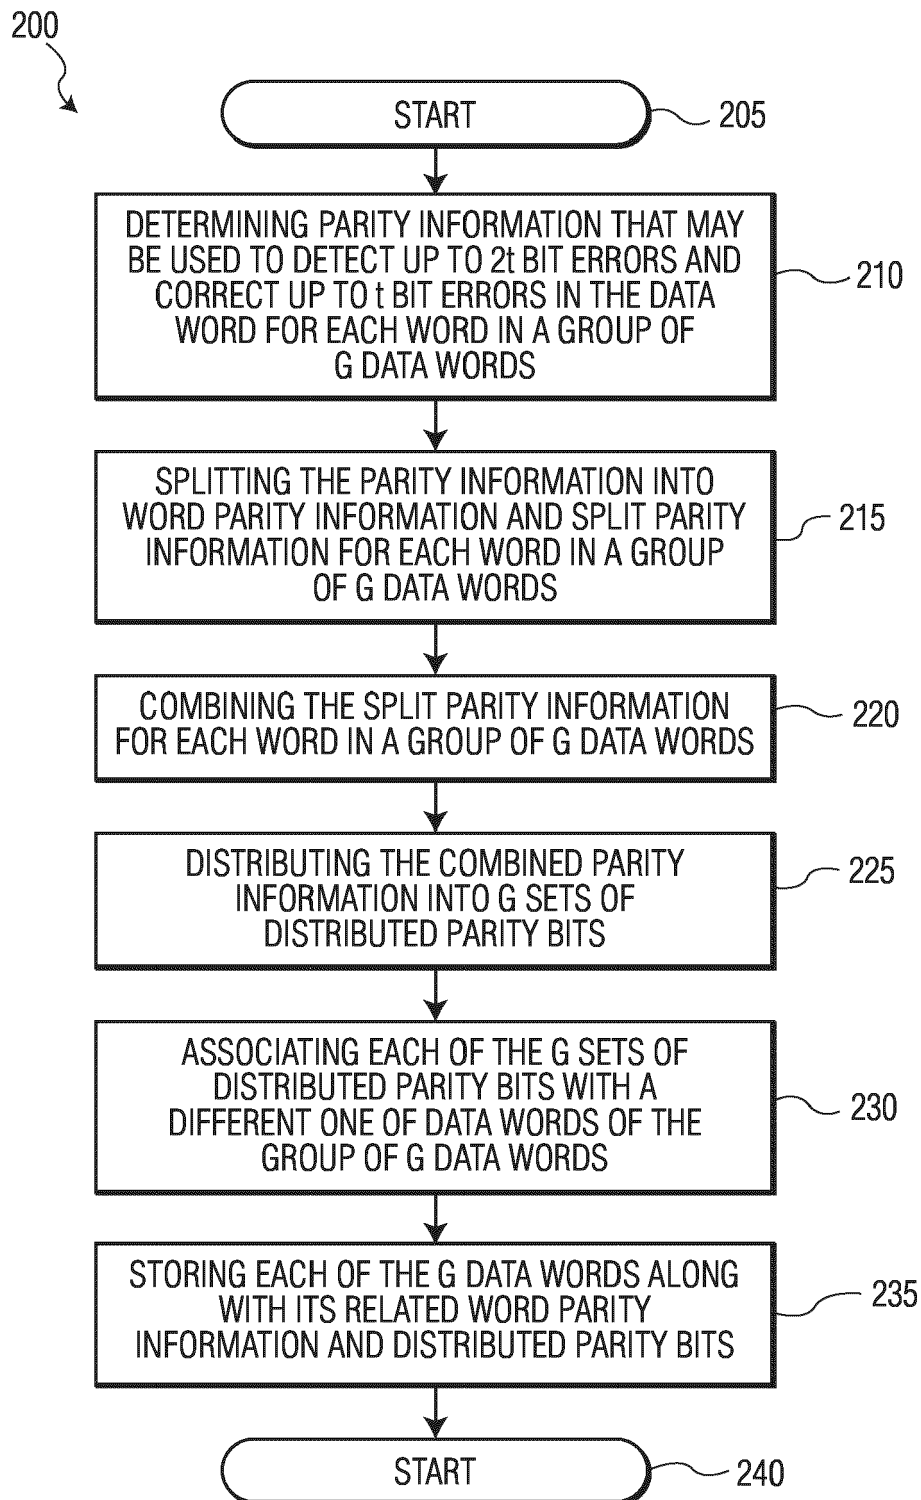 200
START
205
DETERMINING PARITY INFORMATION THAT MAY
BE USED TO DETECT UP TO 2t BIT ERRORS AND
CORRECT UP TO t BIT ERRORS IN THE DATA
WORD FOR EACH WORD IN A GROUP OF
G DATA WORDS
210
SPLITTING THE PARITY INFORMATION INTO
WORD PARITY INFORMATION AND SPLIT PARITY
INFORMATION FOR EACH WORD IN A GROUP
OF G DATA WORDS
215
COMBINING THE SPLIT PARITY INFORMATION
FOR EACH WORD IN A GROUP OF G DATA WORDS
220
DISTRIBUTING THE COMBINED PARITY
INFORMATION INTO G SETS OF
DISTRIBUTED PARITY BITS
225
ASSOCIATING EACH OF THE G SETS OF
DISTRIBUTED PARITY BITS WITH A
DIFFERENT ONE OF DATA WORDS OF THE
GROUP OF G DATA WORDS
230
STORING EACH OF THE G DATA WORDS ALONG
WITH ITS RELATED WORD PARITY
INFORMATION AND DISTRIBUTED PARITY BITS
235
START
240